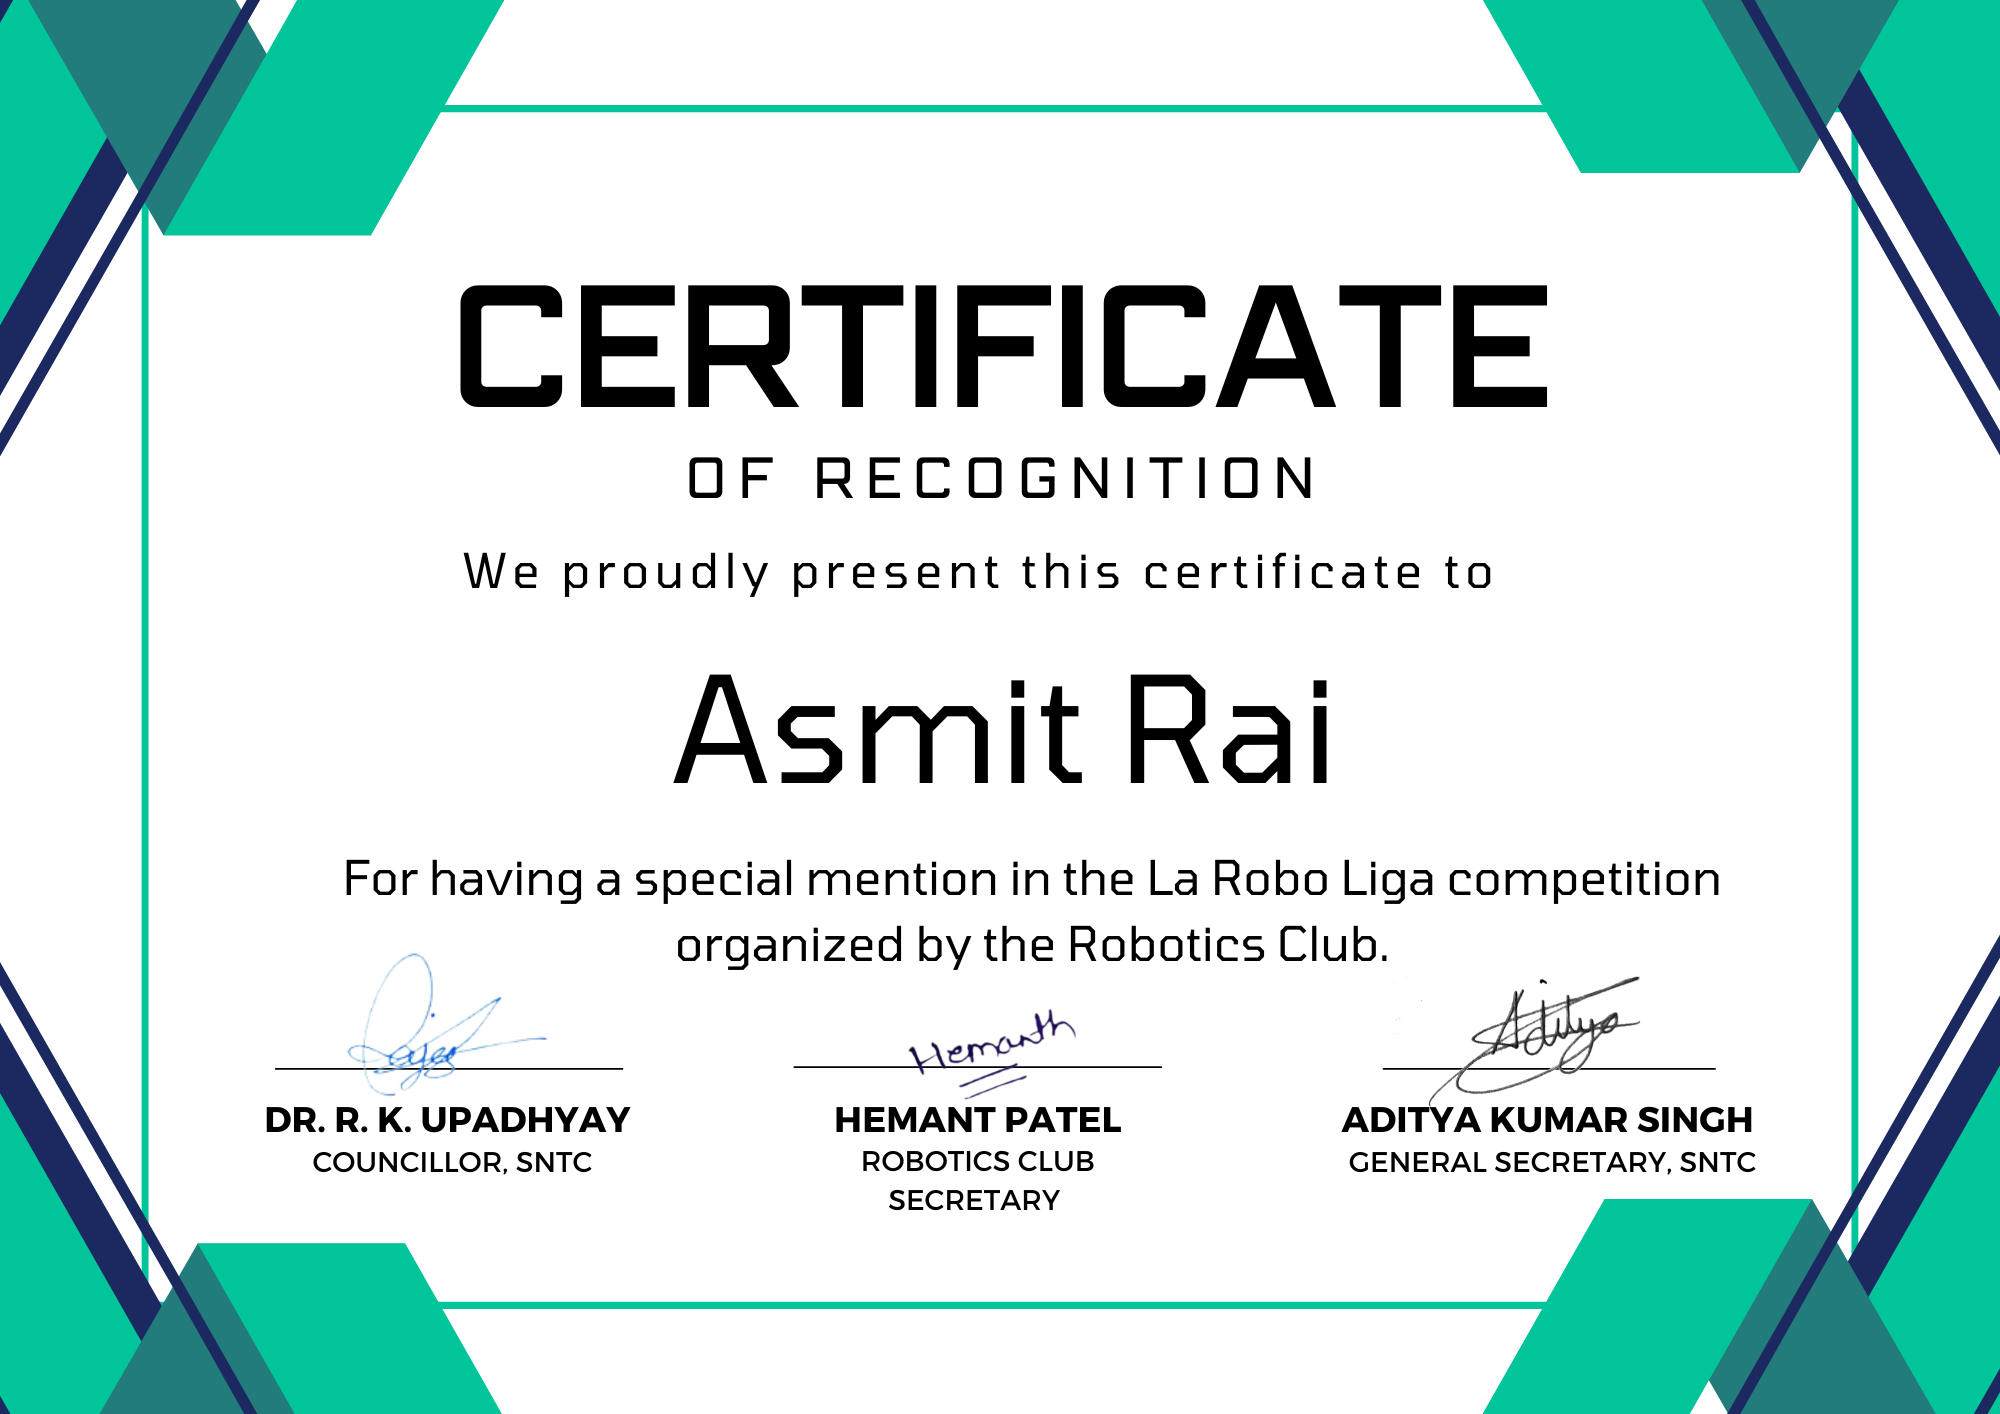 CERTIFICATE
OF RECOGNITION
We proudly present this certificate to
Asmit Rai
For having a special mention in the La Robo Liga competition
organized by the Robotics Club.
Hemanth
Aditya
DR. R. K. UPADHYAY
COUNCILLOR, SNTC
HEMANT PATEL
ROBOTICS CLUB
SECRETARY
ADITYA KUMAR SINGH
GENERAL SECRETARY, SNTC